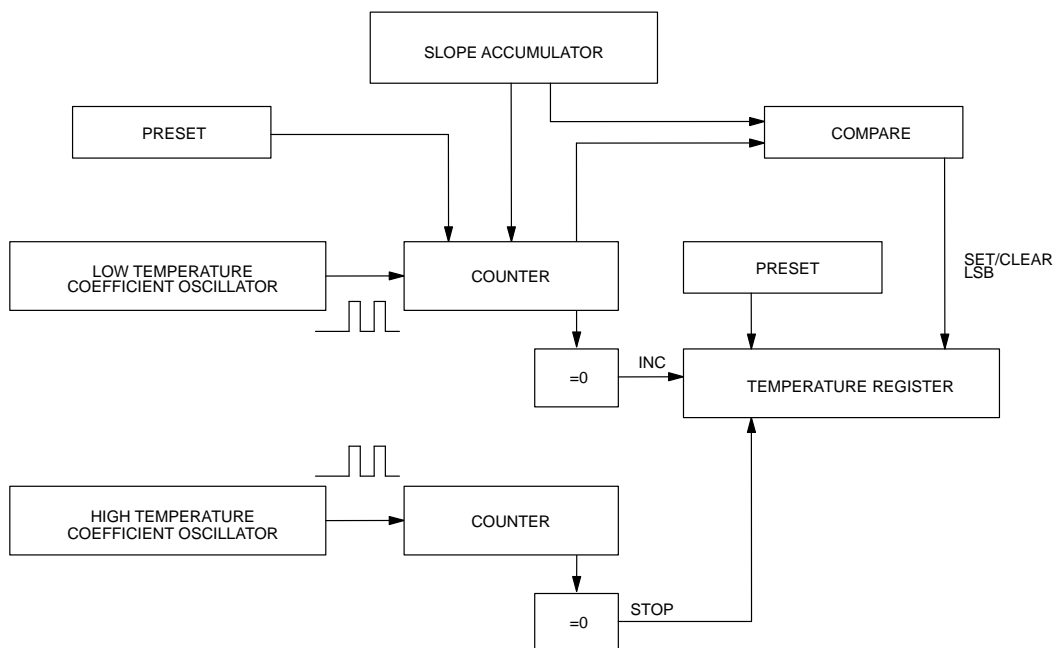 SLOPE ACCUMULATOR
PRESET
COMPARE
LOW TEMPERATURE
COEFFICIENT OSCILLATOR
COUNTER
PRESET
SET/CLEAR
LSB
=0
INC
TEMPERATURE REGISTER
HIGH TEMPERATURE
COEFFICIENT OSCILLATOR
COUNTER
=0
STOP